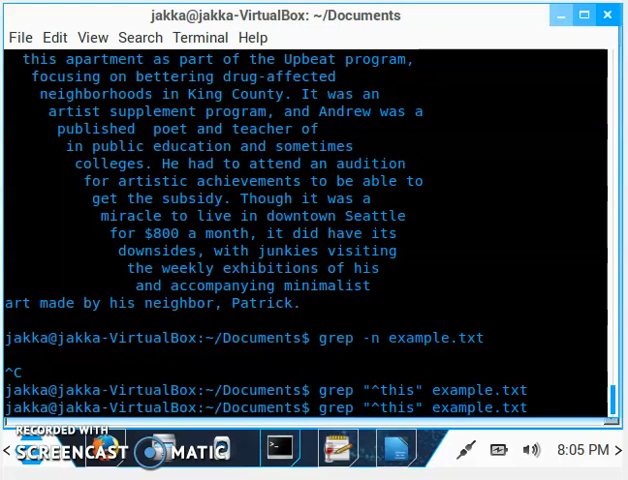 jakka@jakka-VirtualBox: ~/Documents
File Edit View Search Terminal Help
this apartment as part of the Upbeat program,
focusing on bettering drug-affected
neighborhoods in King County. It was an
artist supplement program, and Andrew was a
published  poet and teacher of
in public education and sometimes
colleges. He had to attend an audition
for artistic achievements to be able to
get the subsidy. Though it was a
miracle to live in downtown Seattle
for $800 a month, it did have its
downsides, with junkies visiting
the weekly exhibitions of his
and accompanying minimalist
art made by his neighbor, Patrick.
jakka@jakka-VirtualBox:~/Documents$ grep -n example.txt
^C
jakka@jakka-VirtualBox:~/Documents$ grep "^this" example.txt
jakka@jakka-VirtualBox:~/Documents$ grep "^this" example.txt
RECORDED WITH
SCREENCAST MATIC
8:05 PM